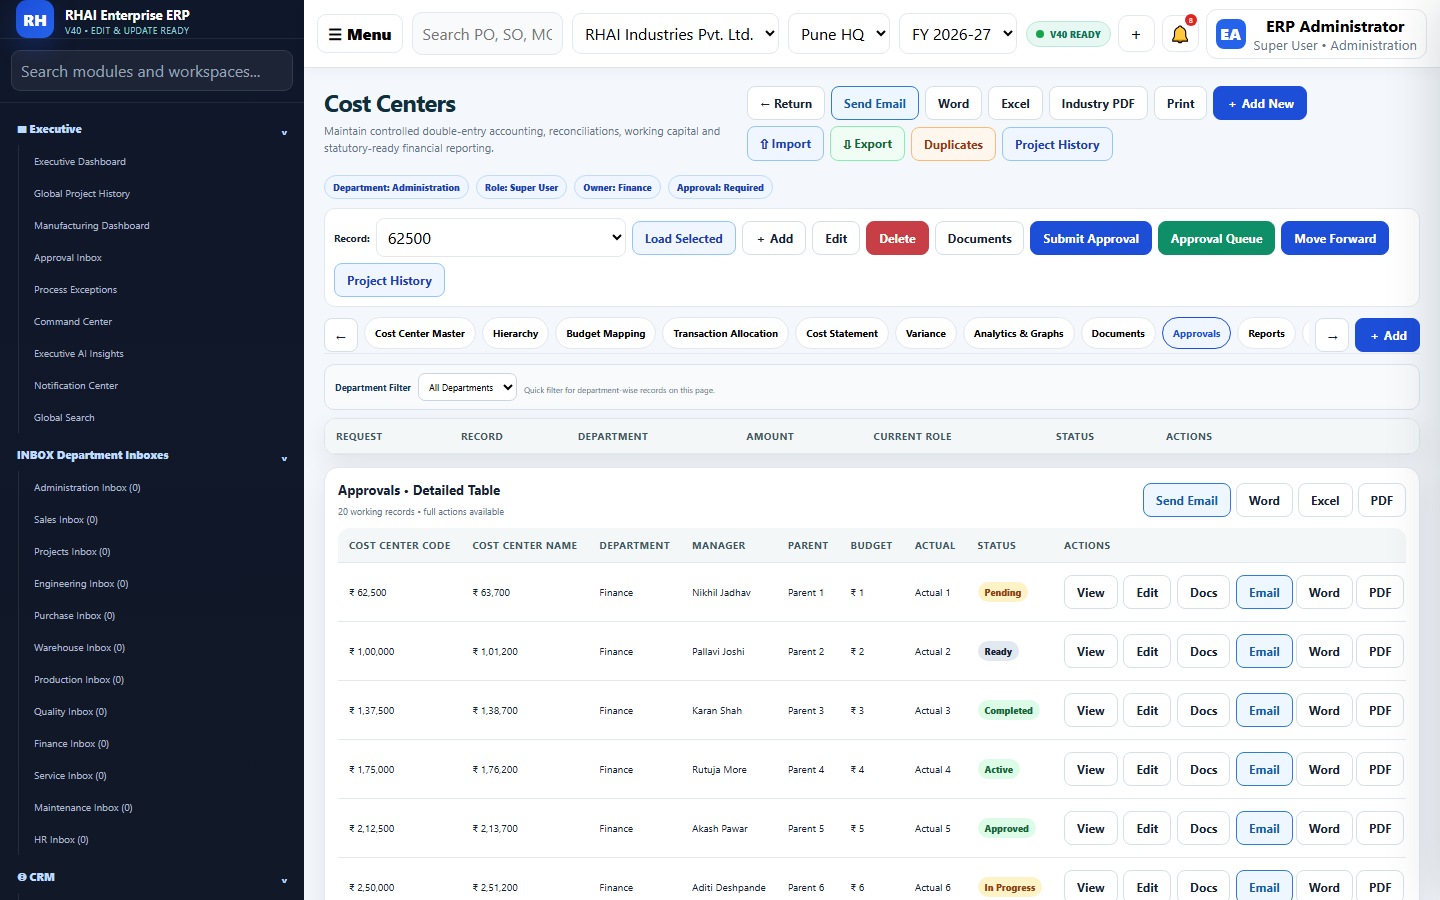 RH
RHAI Enterprise ERP
V40 • EDIT & UPDATE READY
Search modules and workspaces...
Executive
Executive Dashboard
Global Project History
Manufacturing Dashboard
Approval Inbox
Process Exceptions
Command Center
Executive AI Insights
Notification Center
Global Search
INBOX Department Inboxes
Administration Inbox (0)
Sales Inbox (0)
Projects Inbox (0)
Engineering Inbox (0)
Purchase Inbox (0)
Warehouse Inbox (0)
Production Inbox (0)
Quality Inbox (0)
Finance Inbox (0)
Service Inbox (0)
Maintenance Inbox (0)
HR Inbox (0)
CRM
☰ Menu
Search PO, SO, MC
RHAI Industries Pvt. Ltd.
Pune HQ
FY 2026-27
V40 READY
+
8
EA
ERP Administrator
Super User • Administration
Cost Centers
Maintain controlled double-entry accounting, reconciliations, working capital and
statutory-ready financial reporting.
← Return
Send Email
Word
Excel
Industry PDF
Print
+ Add New
⇧ Import
⇩ Export
Duplicates
Project History
Department: Administration
Role: Super User
Owner: Finance
Approval: Required
Record:
62500
Load Selected
+ Add
Edit
Delete
Documents
Submit Approval
Approval Queue
Move Forward
Project History
←
Cost Center Master
Hierarchy
Budget Mapping
Transaction Allocation
Cost Statement
Variance
Analytics & Graphs
Documents
Approvals
Reports
→
+ Add
Department Filter
All Departments
Quick filter for department-wise records on this page.
REQUEST RECORD DEPARTMENT AMOUNT CURRENT ROLE STATUS ACTIONS
Approvals • Detailed Table
20 working records • full actions available
Send Email
Word
Excel
PDF
COST CENTER CODE COST CENTER NAME DEPARTMENT MANAGER PARENT BUDGET ACTUAL STATUS ACTIONS
₹ 62,500 ₹ 63,700 Finance Nikhil Jadhav Parent 1 ₹ 1 Actual 1 Pending View Edit Docs Email Word PDF
₹ 1,00,000 ₹ 1,01,200 Finance Pallavi Joshi Parent 2 ₹ 2 Actual 2 Ready View Edit Docs Email Word PDF
₹ 1,37,500 ₹ 1,38,700 Finance Karan Shah Parent 3 ₹ 3 Actual 3 Completed View Edit Docs Email Word PDF
₹ 1,75,000 ₹ 1,76,200 Finance Rutuja More Parent 4 ₹ 4 Actual 4 Active View Edit Docs Email Word PDF
₹ 2,12,500 ₹ 2,13,700 Finance Akash Pawar Parent 5 ₹ 5 Actual 5 Approved View Edit Docs Email Word PDF
₹ 2,50,000 ₹ 2,51,200 Finance Aditi Deshpande Parent 6 ₹ 6 Actual 6 In Progress View Edit Docs Email Word PDF